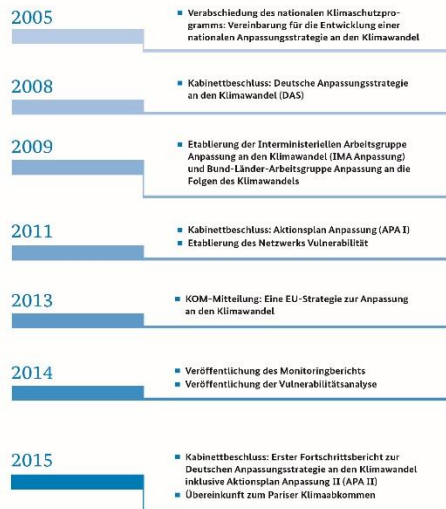 2005
■ Verabschiedung des nationalen Klimaschutzpro-
gramms: Vereinbarung für die Entwicklung einer
nationalen Anpassungsstrategie an den Klimawandel
2008
■ Kabinettbeschluss: Deutsche Anpassungsstrategie
an den Klimawandel (DAS)
2009
■ Etablierung der Interministeriellen Arbeitsgruppe
Anpassung an den Klimawandel (IMA Anpassung)
und Bund-Länder-Arbeitsgruppe Anpassung an die
Folgen des Klimawandels
2011
■ Kabinettbeschluss: Aktionsplan Anpassung (APA I)
■ Etablierung des Netzwerks Vulnerabilität
2013
■ KOM-Mitteilung: Eine EU-Strategie zur Anpassung
an den Klimawandel
2014
■ Veröffentlichung des Monitoringberichts
■ Veröffentlichung der Vulnerabilitätsanalyse
2015
■ Kabinettbeschluss: Erster Fortschrittsbericht zur
Deutschen Anpassungsstrategie an den Klimawandel
inklusive Aktionsplan Anpassung II (APA II)
■ Übereinkunft zum Pariser Klimaabkommen